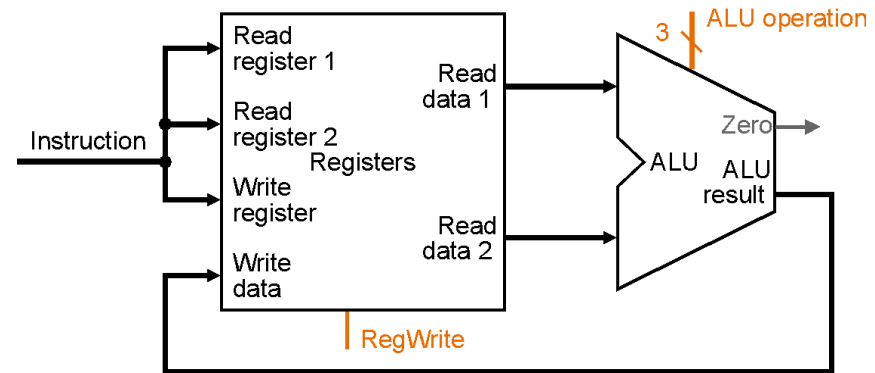 ALU operation
3
Read
register 1
Read
data 1
Read
register 2
Instruction
Registers
Write
register
Write
data
Read
data 2
RegWrite
Zero
ALU
ALU
result